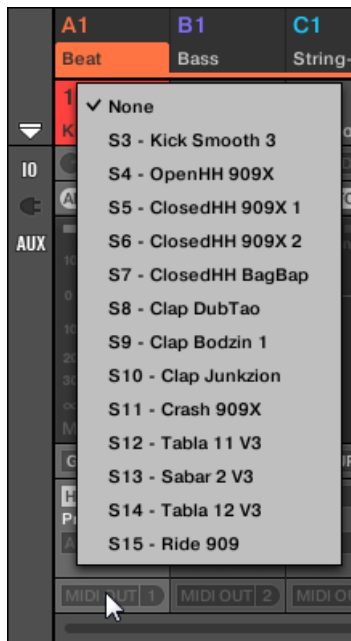 A1 B1 C1
Beat Bass String-
1
K
None
S3 - Kick Smooth 3
IO
S4 - OpenHH 909X
S5 - ClosedHH 909X 1
AUX
S6 - ClosedHH 909X 2
S7 - ClosedHH BagBap
S8 - Clap DubTao
S9 - Clap Bodzin 1
S10 - Clap Junkzion
S11 - Crash 909X
S12 - Tabla 11 V3
S13 - Sabar 2 V3
S14 - Tabla 12 V3
S15 - Ride 909
MIDI OUT 1 MIDI OUT 2 MIDI O